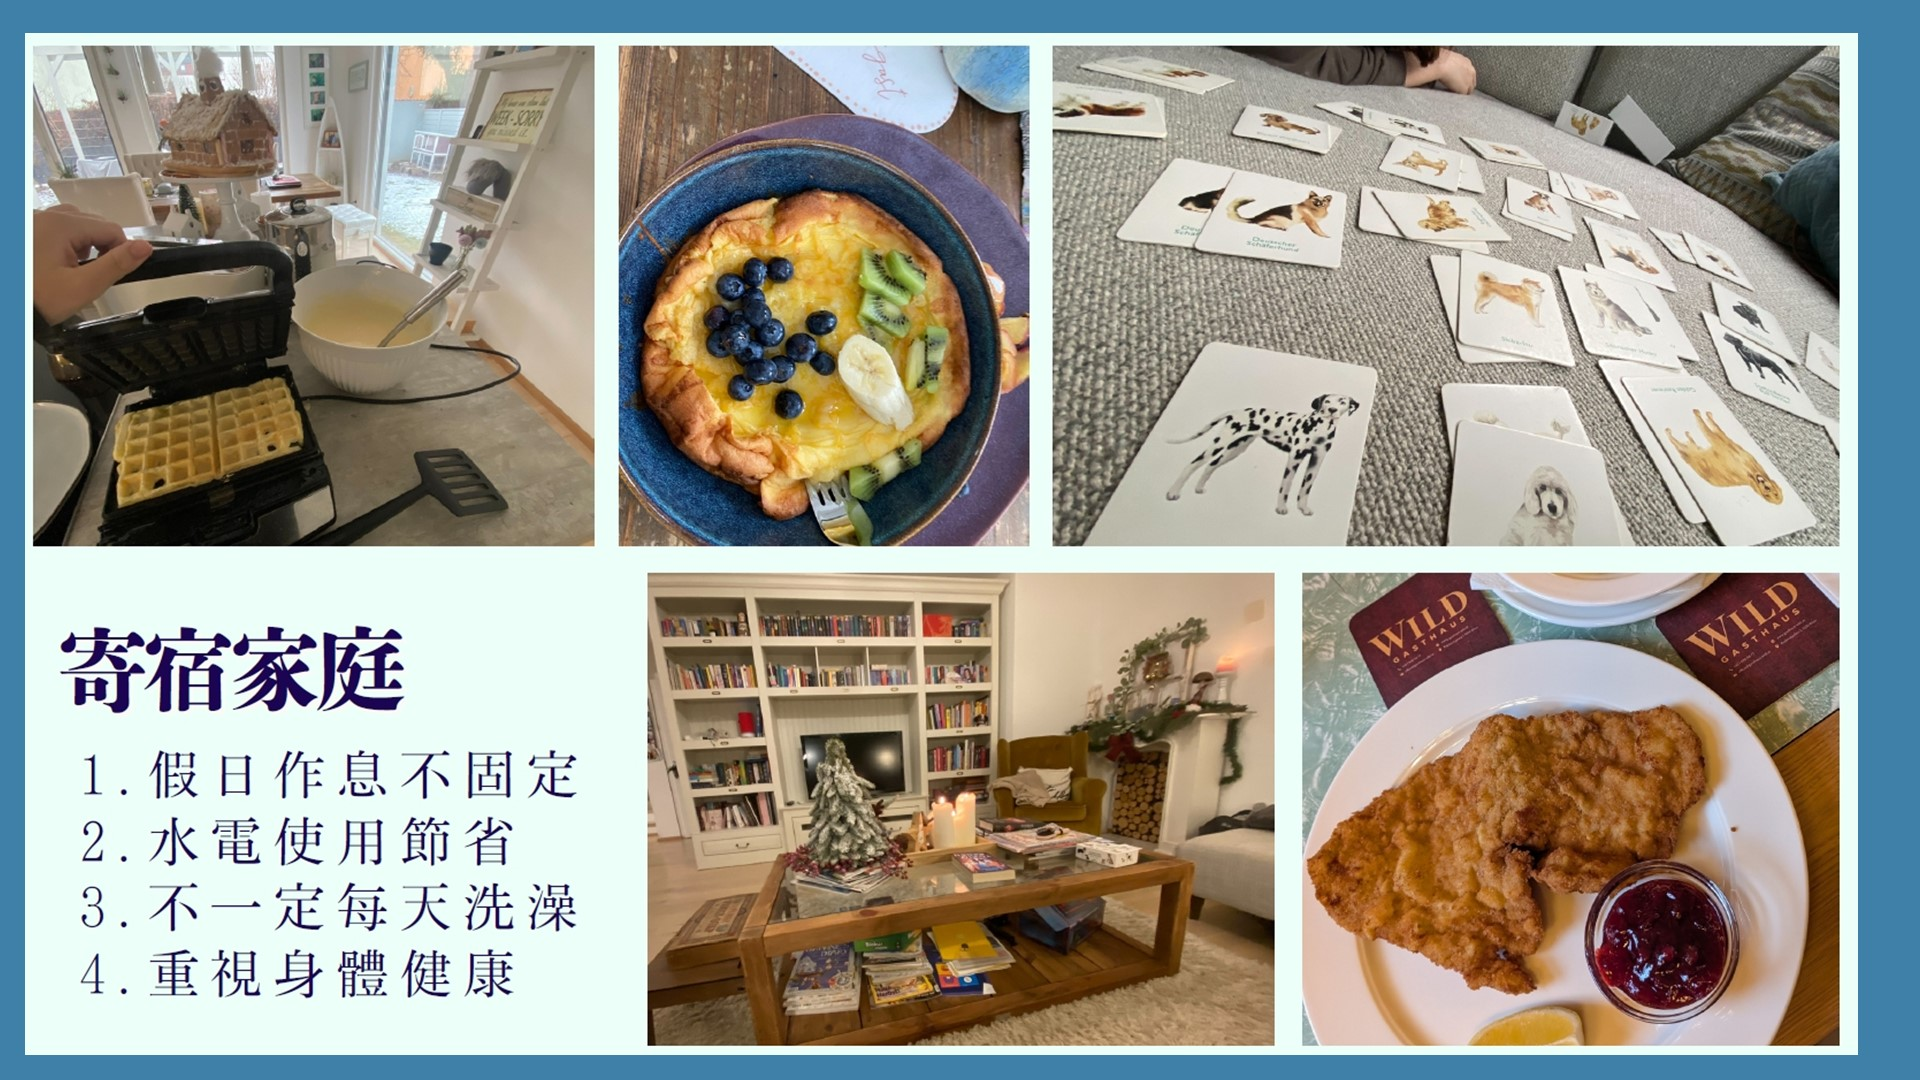 WEEK-SORRY
Deutscher
Schäferhund
寄宿家庭
1.假日作息不固定
2.水電使用節省
3.不一定每天洗澡
4.重視身體健康
WILD
GASTHAUS
WILD
GASTHAUS